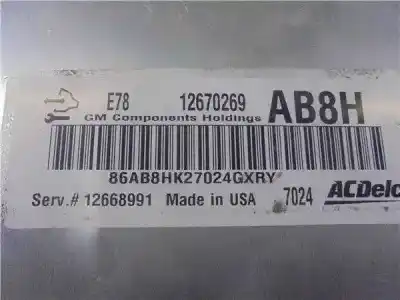 E78 12670269 AB8H
GM Components Holdings
86AB8HK27024GXRY
Serv.# 12668991 Made in USA 7024 ACDelco